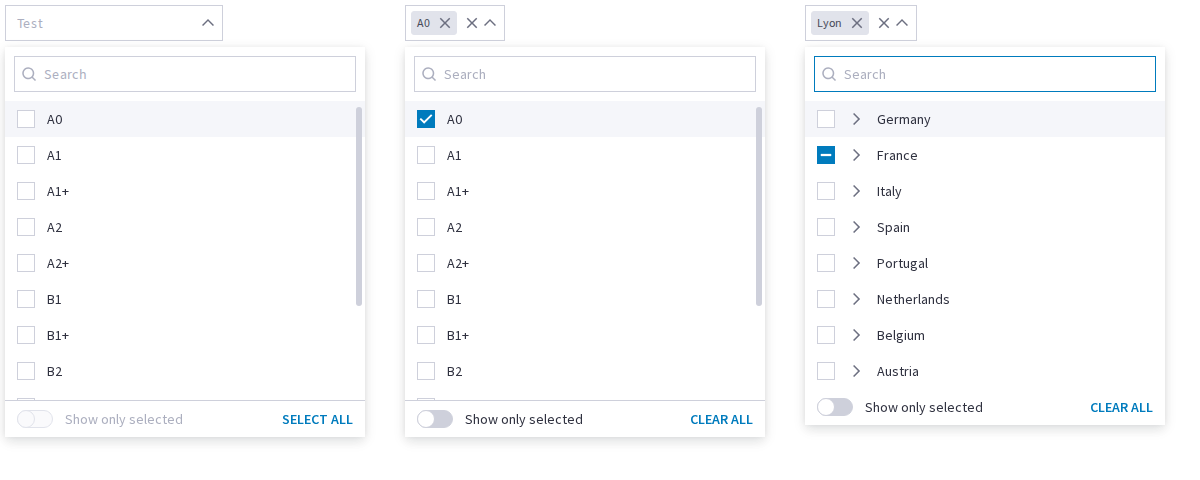 Test
Search
A0
A1
A1+
A2
A2+
B1
B1+
B2
Show only selected
SELECT ALL
A0
Search
A0
A1
A1+
A2
A2+
B1
B1+
B2
Show only selected
CLEAR ALL
Lyon
Search
Germany
France
Italy
Spain
Portugal
Netherlands
Belgium
Austria
Show only selected
CLEAR ALL